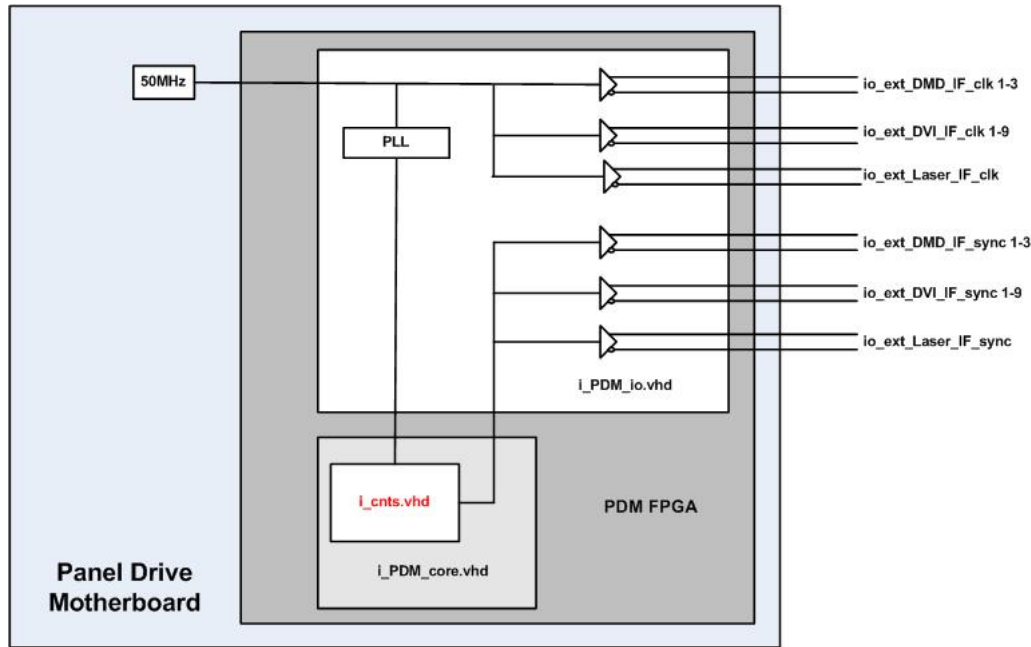 50MHz
PLL
io_ext_DMD_IF_clk 1-3
io_ext_DVI_IF_clk 1-9
io_ext_Laser_IF_clk
io_ext_DMD_IF_sync 1-3
io_ext_DVI_IF_sync 1-9
io_ext_Laser_IF_sync
i_PDM_io.vhd
i_cnts.vhd
i_PDM_core.vhd
PDM FPGA
Panel Drive
Motherboard